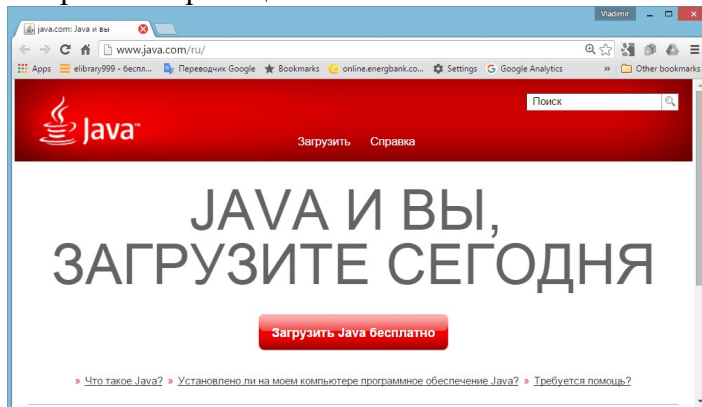 Vladimir
java.com: Java и вы
www.java.com/ru/
Apps elibrary999 - беспл... Переводчик Google Bookmarks online.energbank.co... Settings Google Analytics » Other bookmarks
Поиск
Java™
Загрузить Справка
JAVA И ВЫ,
ЗАГРУЗИТЕ СЕГОДНЯ
Загрузить Java бесплатно
» Что такое Java? » Установлено ли на моем компьютере программное обеспечение Java? » Требуется помощь?